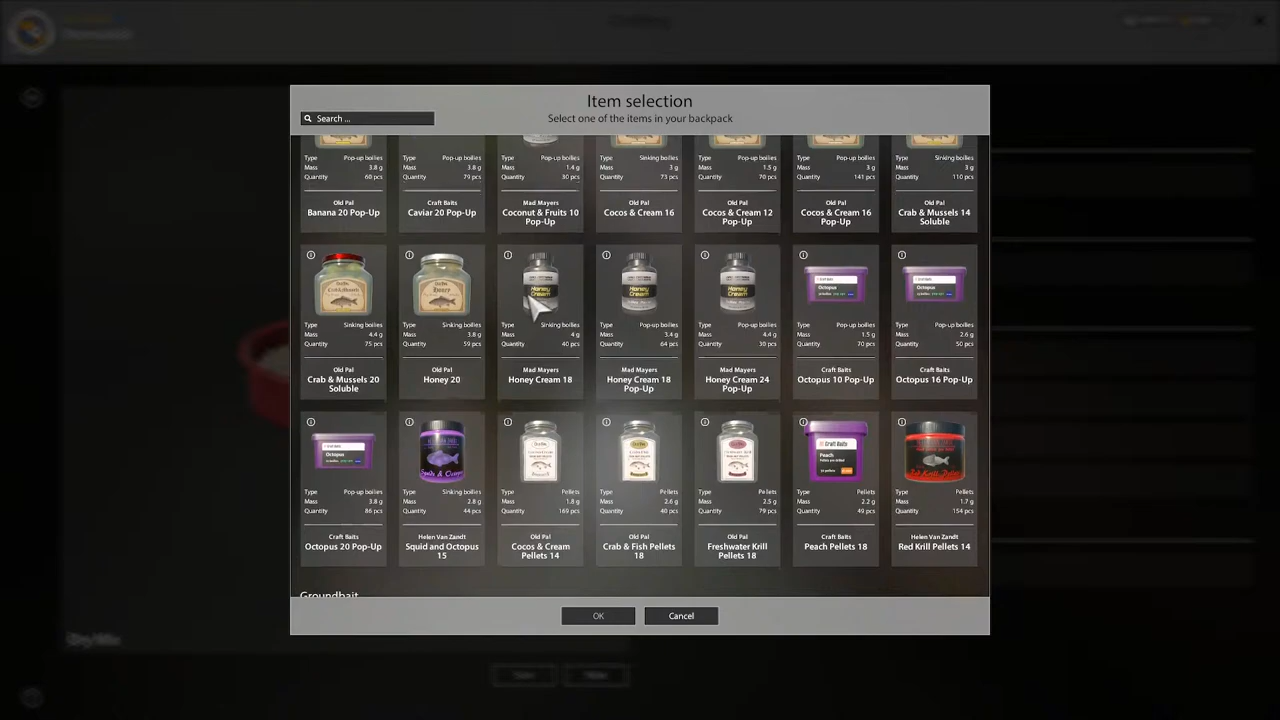 Item selection
Search ...
Select one of the items in your backpack
Type Pop-up boilies
Mass 3.8 g
Quantity 60 pcs
Old Pal
Banana 20 Pop-Up
Type Pop-up boilies
Mass 3.8 g
Quantity 79 pcs
Craft Baits
Caviar 20 Pop-Up
Type Pop-up boilies
Mass 1.4 g
Quantity 30 pcs
Mad Mayers
Coconut & Fruits 10
Pop-Up
Type Sinking boilies
Mass 3 g
Quantity 73 pcs
Old Pal
Cocos & Cream 16
Type Pop-up boilies
Mass 1.5 g
Quantity 70 pcs
Old Pal
Cocos & Cream 12
Pop-Up
Type Pop-up boilies
Mass 3 g
Quantity 141 pcs
Old Pal
Cocos & Cream 16
Pop-Up
Type Sinking boilies
Mass 3 g
Quantity 110 pcs
Old Pal
Crab & Mussels 14
Soluble
Type Sinking boilies
Mass 4.4 g
Quantity 75 pcs
Old Pal
Crab & Mussels 20
Soluble
Honey
Type Sinking boilies
Mass 3.8 g
Quantity 59 pcs
Old Pal
Honey 20
Honey
Cream
Type Sinking boilies
Mass 4 g
Quantity 40 pcs
Mad Mayers
Honey Cream 18
Honey
Cream
Type Pop-up boilies
Mass 3.4 g
Quantity 64 pcs
Mad Mayers
Honey Cream 18
Pop-Up
Honey
Cream
Type Pop-up boilies
Mass 4.4 g
Quantity 39 pcs
Mad Mayers
Honey Cream 24
Pop-Up
Octopus
Type Pop-up boilies
Mass 1.5 g
Quantity 70 pcs
Craft Baits
Octopus 10 Pop-Up
Octopus
Type Pop-up boilies
Mass 2.6 g
Quantity 50 pcs
Craft Baits
Octopus 16 Pop-Up
Octopus
Type Pop-up boilies
Mass 3.8 g
Quantity 86 pcs
Craft Baits
Octopus 20 Pop-Up
Type Sinking boilies
Mass 2.8 g
Quantity 44 pcs
Helen Van Zandt
Squid and Octopus
15
Type Pellets
Mass 1.8 g
Quantity 169 pcs
Old Pal
Cocos & Cream
Pellets 14
Type Pellets
Mass 2.6 g
Quantity 40 pcs
Old Pal
Crab & Fish Pellets
18
Type Pellets
Mass 2.5 g
Quantity 79 pcs
Old Pal
Freshwater Krill
Pellets 18
Craft Baits
Peach
Type Pellets
Mass 2.2 g
Quantity 49 pcs
Craft Baits
Peach Pellets 18
Type Pellets
Mass 1.7 g
Quantity 154 pcs
Helen Van Zandt
Red Krill Pellets 14
Groundbait
OK
Cancel